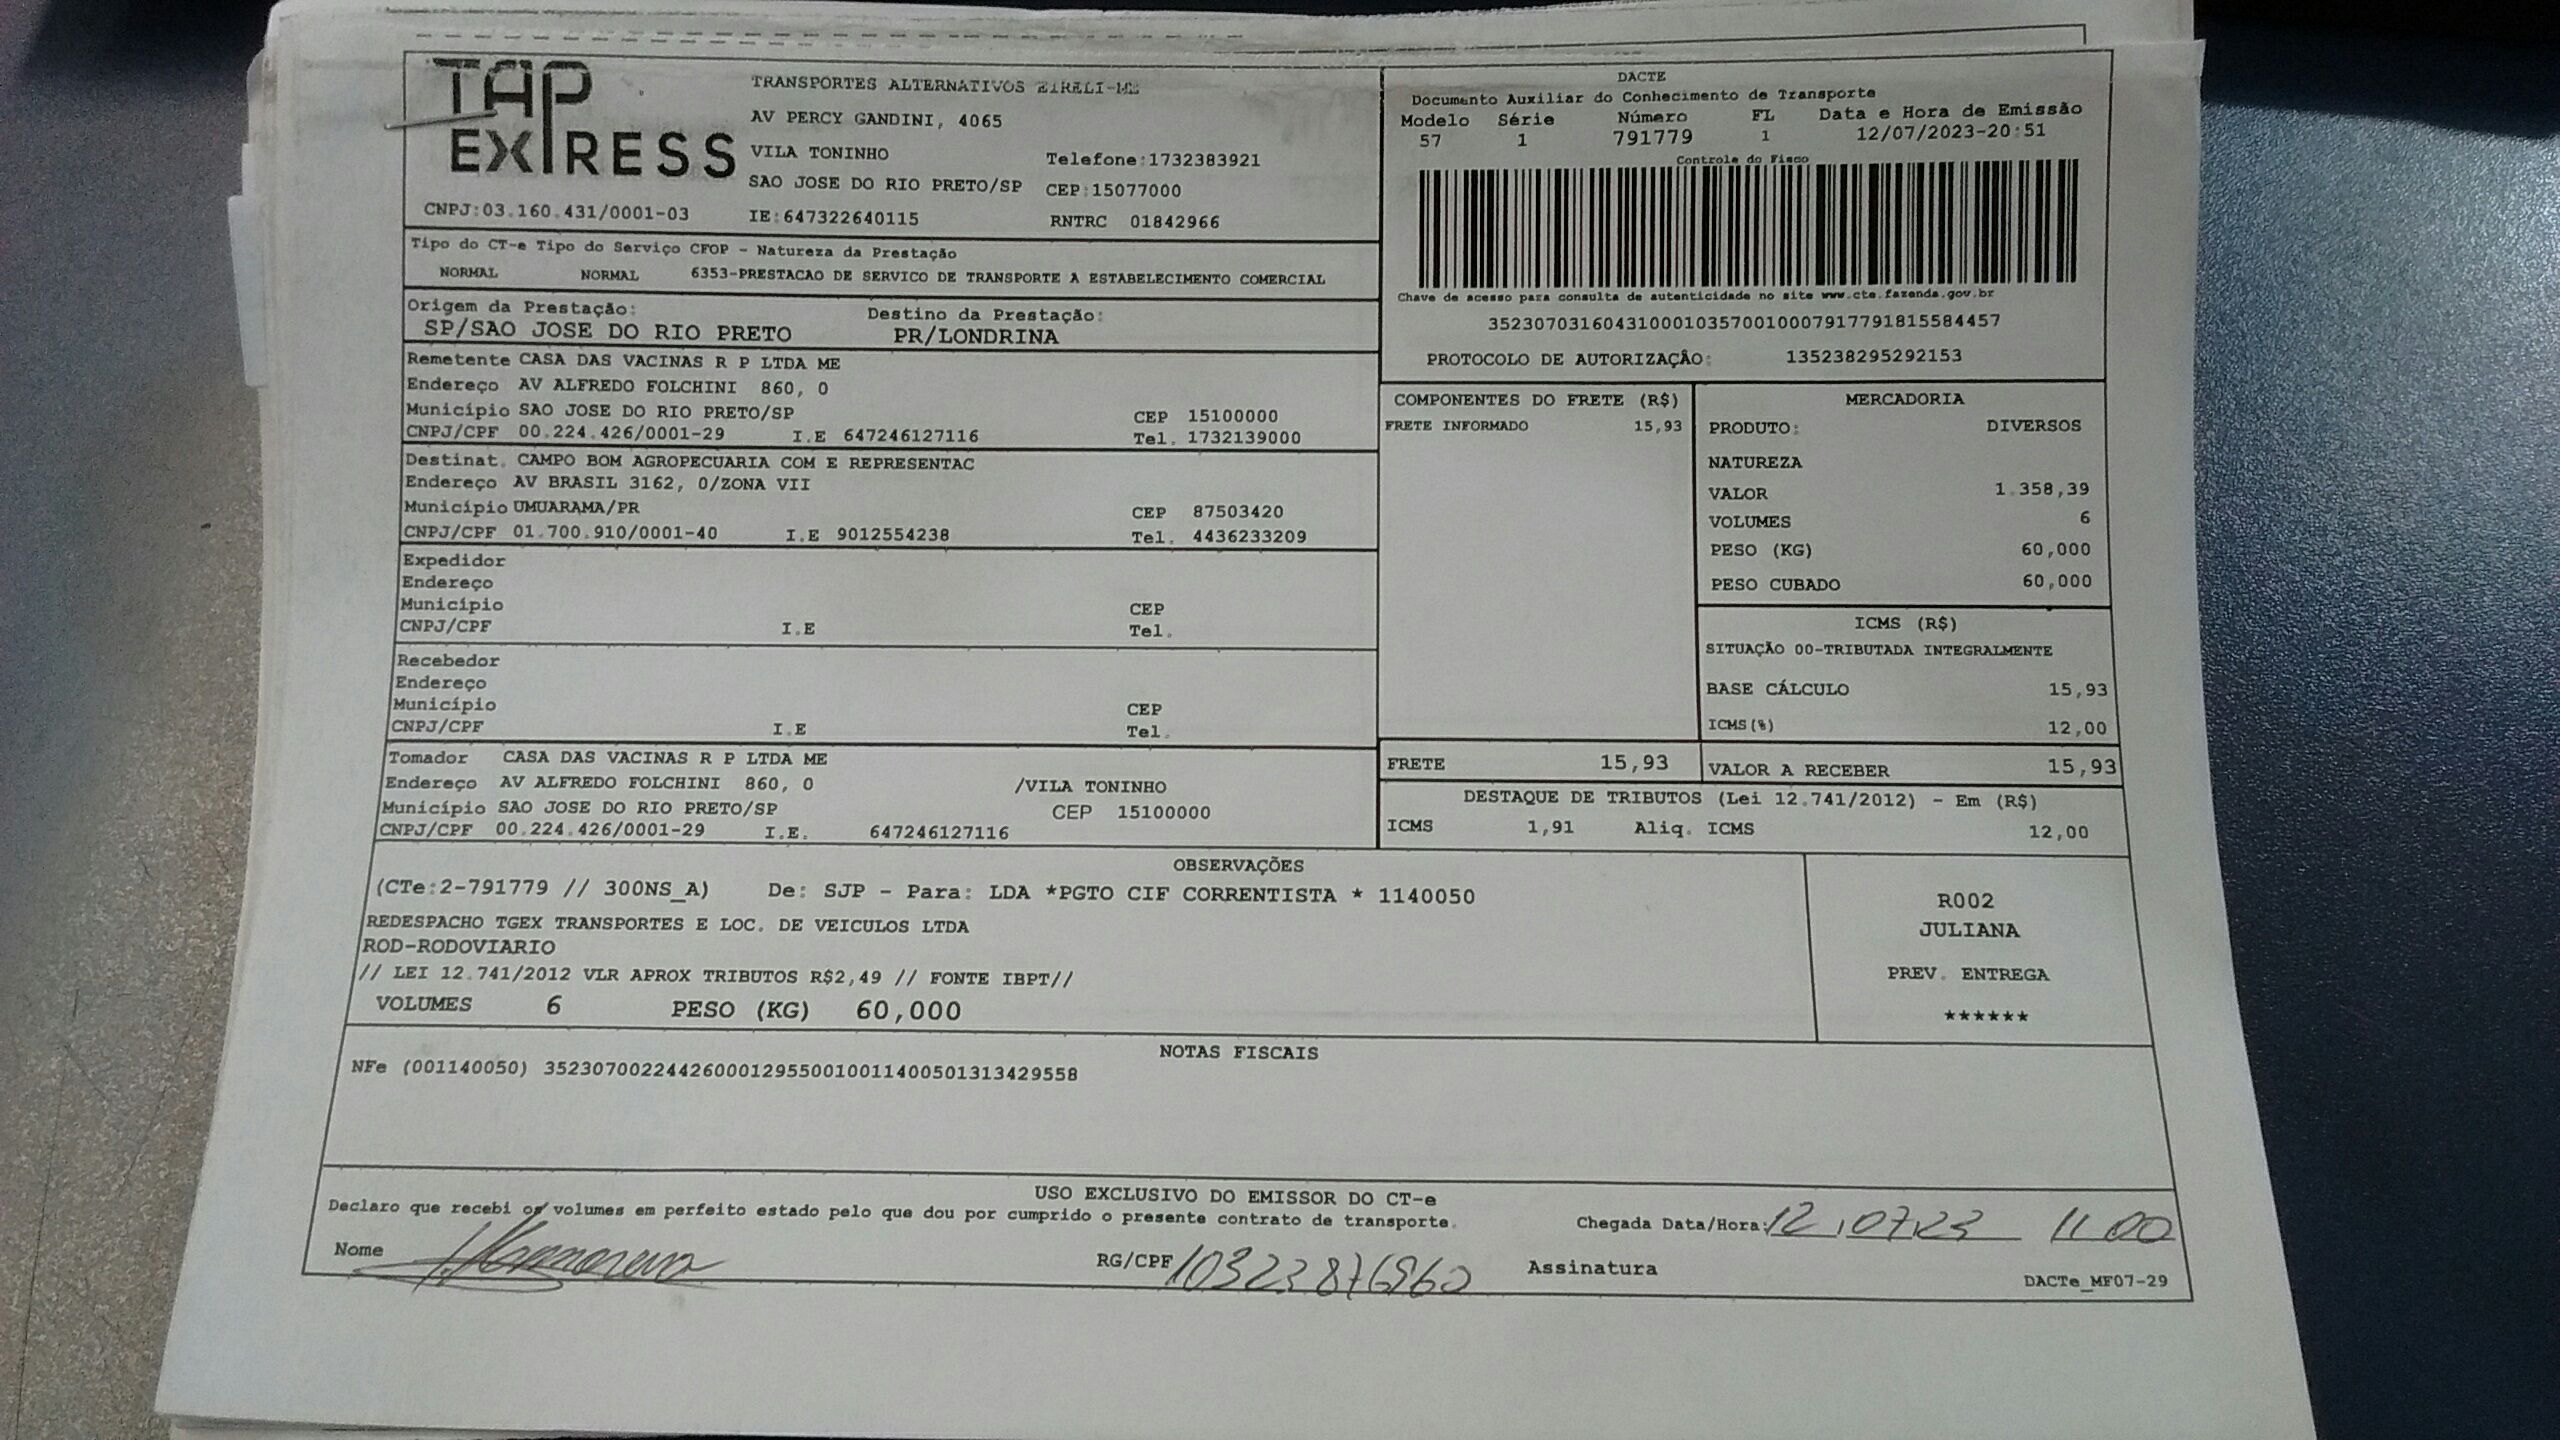 TAP EXPRESS
TRANSPORTES ALTERNATIVOS EIRELI-ME
AV PERCY GANDINI, 4065
VILA TONINHO Telefone:1732383921
SAO JOSE DO RIO PRETO/SP CEP:15077000
CNPJ:03.160.431/0001-03 IE:647322640115 RNTRC 01842966
DACTE
Documento Auxiliar do Conhecimento de Transporte
Modelo Série Número FL Data e Hora de Emissão
57 1 791779 1 12/07/2023-20:51
Controle do Fisco
Chave de acesso para consulta de autenticidade no site www.cte.fazenda.gov.br
35230703160431000103570010007917791815584457
PROTOCOLO DE AUTORIZAÇÃO: 135238295292153
Tipo do CT-e Tipo do Serviço CFOP - Natureza da Prestação
NORMAL NORMAL 6353-PRESTACAO DE SERVICO DE TRANSPORTE A ESTABELECIMENTO COMERCIAL
Origem da Prestação: Destino da Prestação:
SP/SAO JOSE DO RIO PRETO PR/LONDRINA
Remetente CASA DAS VACINAS R P LTDA ME
Endereço AV ALFREDO FOLCHINI 860, 0
Município SAO JOSE DO RIO PRETO/SP CEP 15100000
CNPJ/CPF 00.224.426/0001-29 I.E 647246127116 Tel. 1732139000
Destinat. CAMPO BOM AGROPECUARIA COM E REPRESENTAC
Endereço AV BRASIL 3162, 0/ZONA VII
Município UMUARAMA/PR CEP 87503420
CNPJ/CPF 01.700.910/0001-40 I.E 9012554238 Tel. 4436233209
Expedidor
Endereço
Município CEP
CNPJ/CPF I.E Tel.
Recebedor
Endereço
Município CEP
CNPJ/CPF I.E Tel.
Tomador CASA DAS VACINAS R P LTDA ME
Endereço AV ALFREDO FOLCHINI 860, 0 /VILA TONINHO
Município SAO JOSE DO RIO PRETO/SP CEP 15100000
CNPJ/CPF 00.224.426/0001-29 I.E. 647246127116
COMPONENTES DO FRETE (R$)
FRETE INFORMADO 15,93
MERCADORIA
PRODUTO: DIVERSOS
NATUREZA
VALOR 1.358,39
VOLUMES 6
PESO (KG) 60,000
PESO CUBADO 60,000
ICMS (R$)
SITUAÇÃO 00-TRIBUTADA INTEGRALMENTE
BASE CÁLCULO 15,93
ICMS(%) 12,00
FRETE 15,93 VALOR A RECEBER 15,93
DESTAQUE DE TRIBUTOS (Lei 12.741/2012) - Em (R$)
ICMS 1,91 Aliq. ICMS 12,00
OBSERVAÇÕES
(CTe:2-791779 // 300NS_A) De: SJP - Para: LDA *PGTO CIF CORRENTISTA * 1140050
REDESPACHO TGEX TRANSPORTES E LOC. DE VEICULOS LTDA
ROD-RODOVIARIO
// LEI 12.741/2012 VLR APROX TRIBUTOS R$2,49 // FONTE IBPT//
VOLUMES 6 PESO (KG) 60,000
R002
JULIANA
PREV. ENTREGA
******
NOTAS FISCAIS
NFe (001140050) 35230700224426000129550010011400501313429558
USO EXCLUSIVO DO EMISSOR DO CT-e
Declaro que recebi os volumes em perfeito estado pelo que dou por cumprido o presente contrato de transporte.
Chegada Data/Hora: 12/07/23 11 00
Nome RG/CPF 10323876960 Assinatura
DACTe_MF07-29